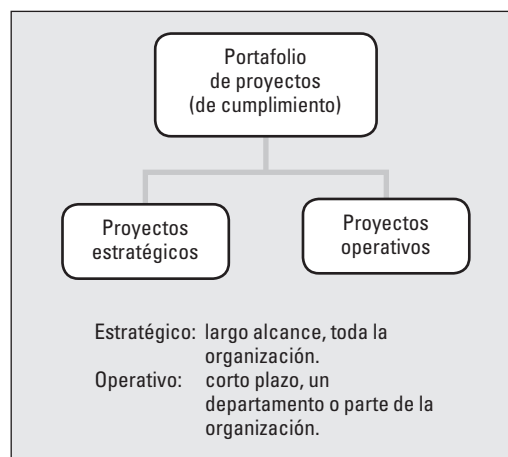 Portafolio
de proyectos
(de cumplimiento)
Proyectos
estratégicos
Proyectos
operativos
Estratégico: largo alcance, toda la
organización.
Operativo: corto plazo, un
departamento o parte de la
organización.